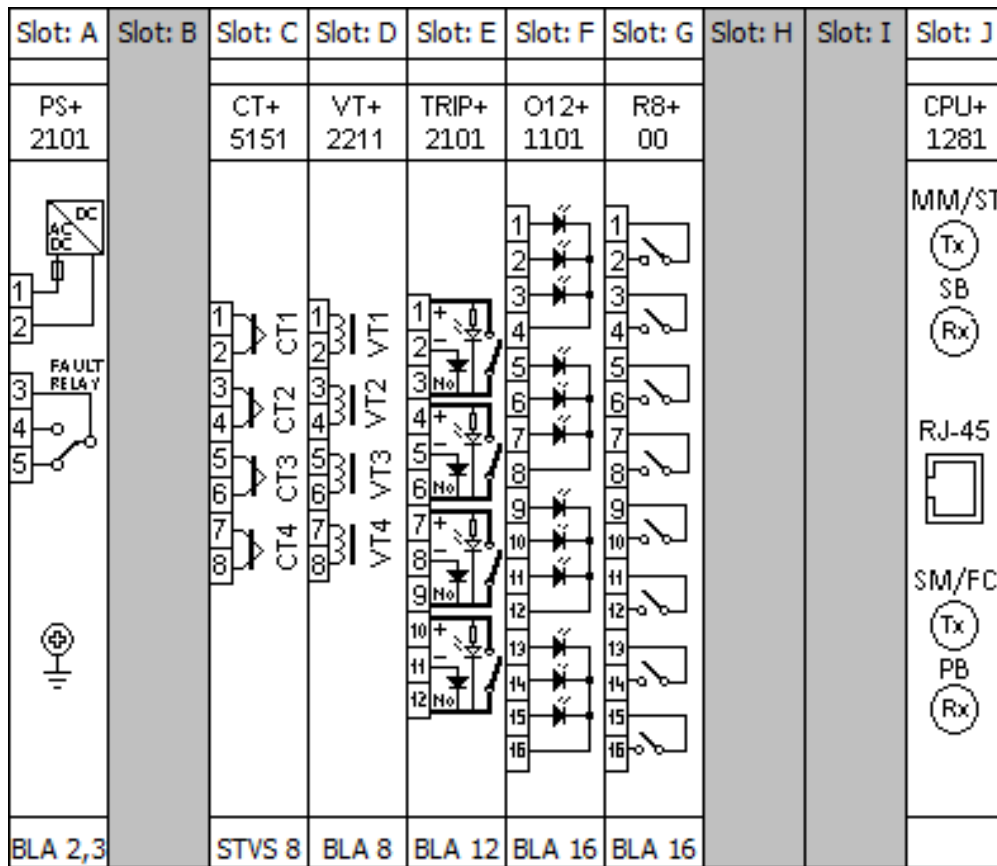 Slot: A Slot: B Slot: C Slot: D Slot: E Slot: F Slot: G Slot: H Slot: I Slot: J
PS+ CT+ VT+ TRIP+ O12+ R8+ CPU+
2101 5151 2211 2101 1101 00 1281
DC
AC
DC
1
2
FAULT
RELAY
3
4
5
1
2
CT1
3
4
CT2
5
6
CT3
7
8
CT4
1
2
VT1
3
4
VT2
5
6
VT3
7
8
VT4
1 +
2 –
3 No
4 +
5 –
6 No
7 +
8 –
9 No
10 +
11 –
12 No
1
2
3
4
5
6
7
8
9
10
11
12
13
14
15
16
1
2
3
4
5
6
7
8
9
10
11
12
13
14
15
16
MM/ST
Tx
SB
Rx
RJ-45
SM/FC
Tx
PB
Rx
BLA 2,3 STVS 8 BLA 8 BLA 12 BLA 16 BLA 16